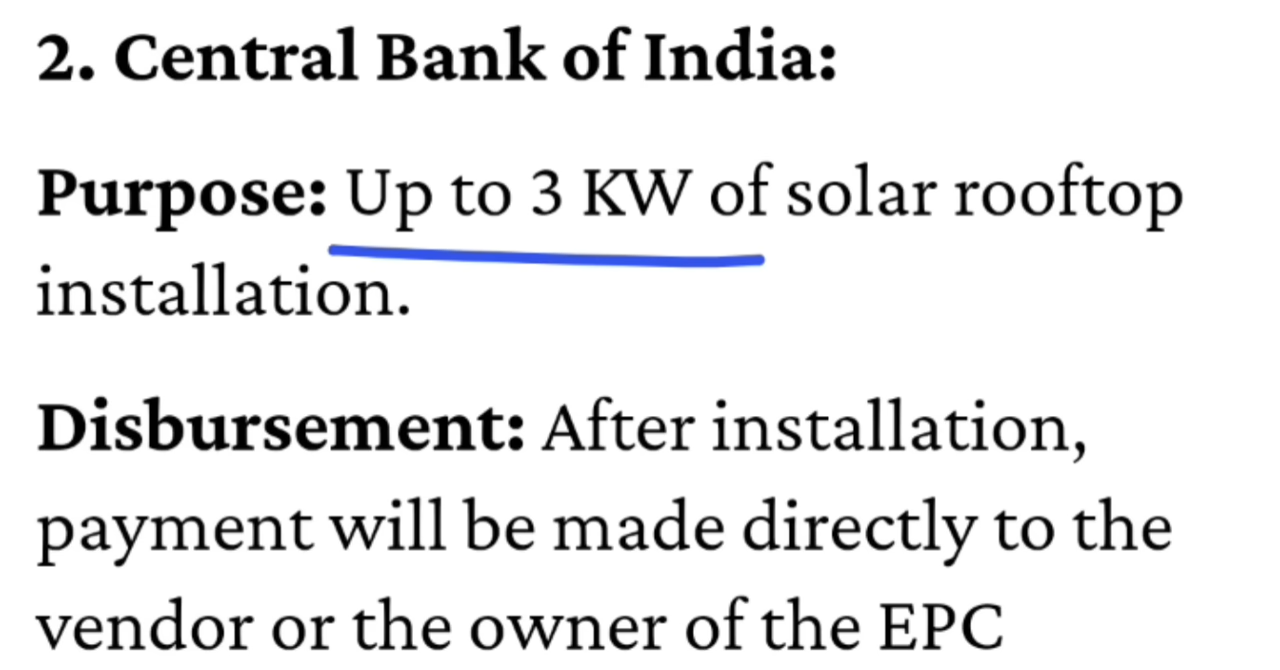 2. Central Bank of India:
Purpose: Up to 3 KW of solar rooftop
installation.
Disbursement: After installation,
payment will be made directly to the
vendor or the owner of the EPC